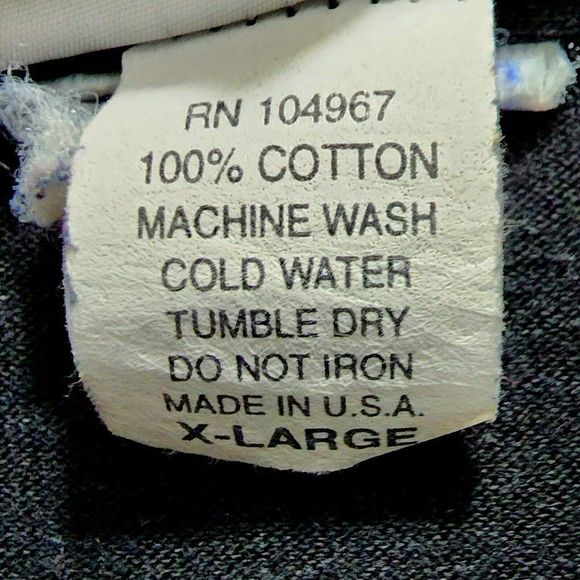 RN 104967
100% COTTON
MACHINE WASH
COLD WATER
TUMBLE DRY
DO NOT IRON
MADE IN U.S.A.
X-LARGE